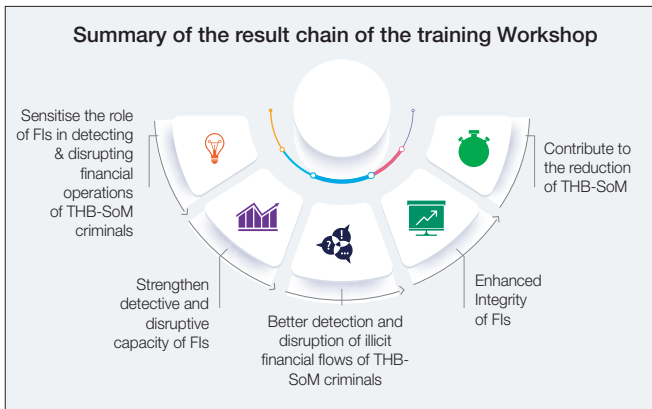 Summary of the result chain of the training Workshop
Sensitise the role
of FIs in detecting
& disrupting
financial
operations
of THB-SoM
criminals
Strengthen
detective and
disruptive
capacity of FIs
Better detection and
disruption of illicit
financial flows of THB-
SoM criminals
Enhanced
Integrity
of FIs
Contribute to
the reduction
of THB-SoM
?
!
...